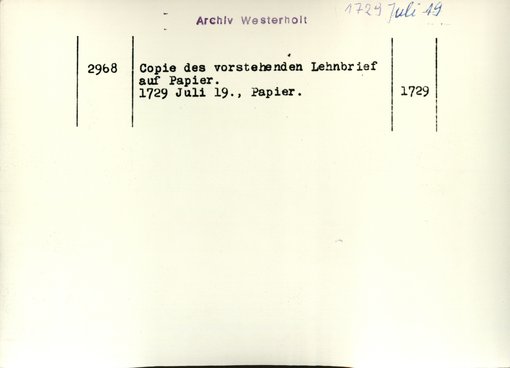 Archiv Westerholt
1729 Juli 19
2968
Copie des vorstehenden Lehnbrief
auf Papier.
1729 Juli 19., Papier.
1729